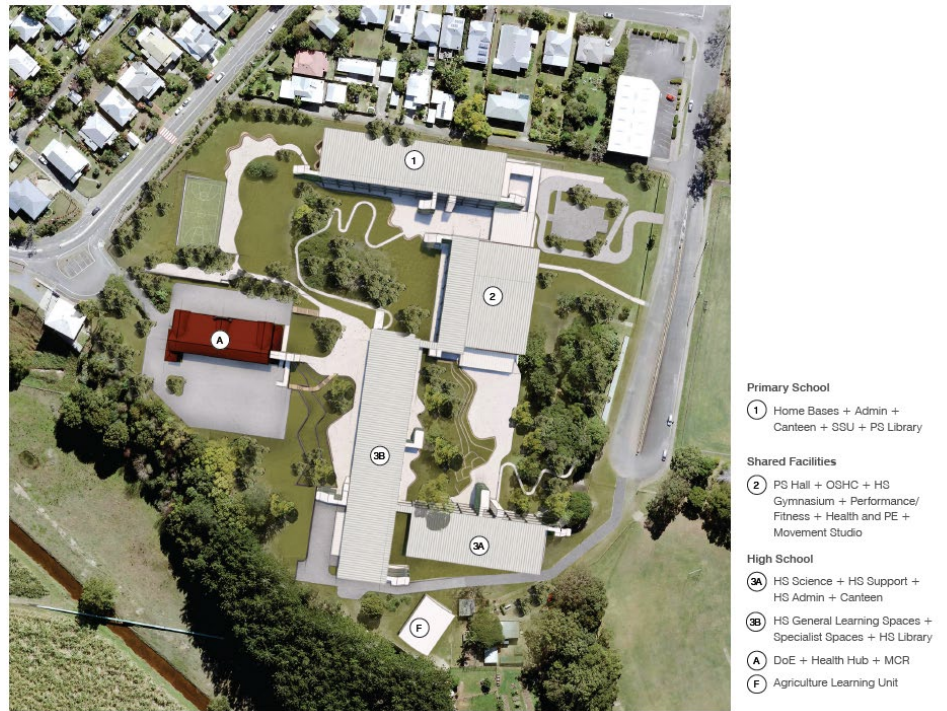 1
2
A
3B
3A
F
Primary School
1 Home Bases + Admin +
Canteen + SSU + PS Library
Shared Facilities
2 PS Hall + OSHC + HS
Gymnasium + Performance/
Fitness + Health and PE +
Movement Studio
High School
3A HS Science + HS Support +
HS Admin + Canteen
3B HS General Learning Spaces +
Specialist Spaces + HS Library
A DoE + Health Hub + MCR
F Agriculture Learning Unit